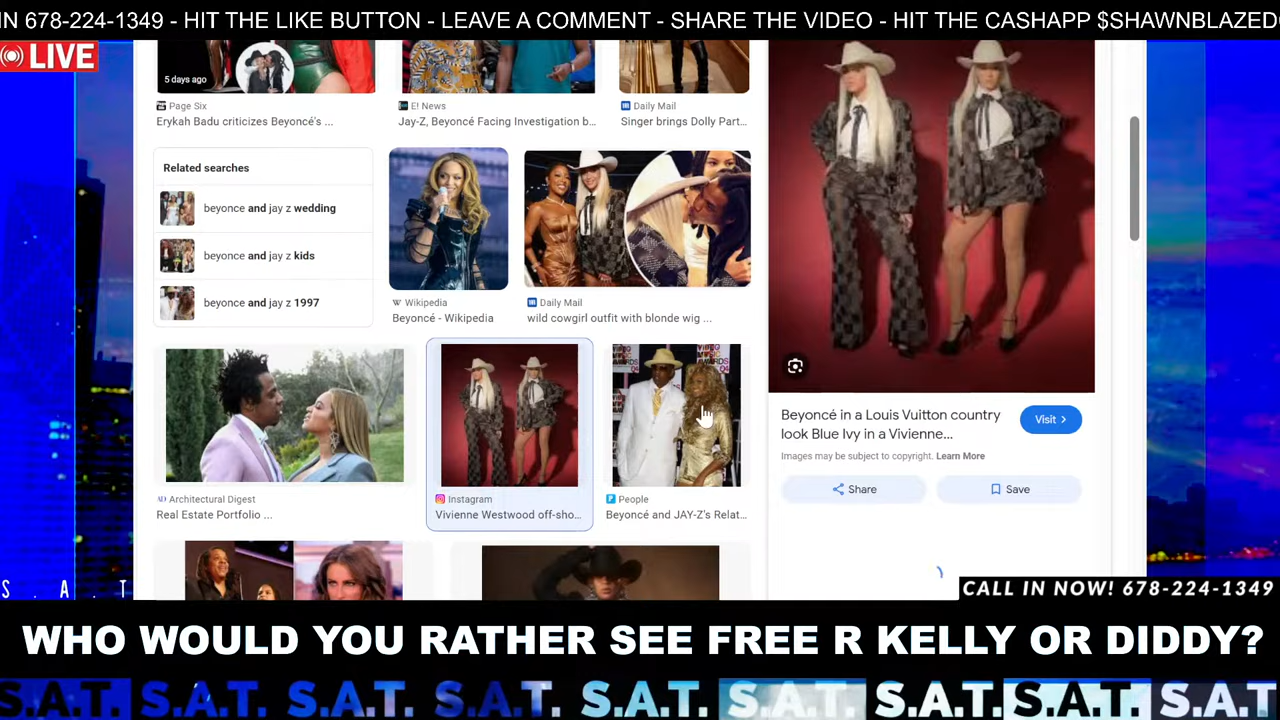 IN 678-224-1349 - HIT THE LIKE BUTTON - LEAVE A COMMENT - SHARE THE VIDEO - HIT THE CASHAPP $SHAWNBLAZED
LIVE
5 days ago
Page Six
Erykah Badu criticizes Beyoncé's ...
E! News
Jay-Z, Beyoncé Facing Investigation b...
Daily Mail
Singer brings Dolly Part...
Related searches
beyonce and jay z wedding
beyonce and jay z kids
beyonce and jay z 1997
W Wikipedia
Beyoncé - Wikipedia
Daily Mail
wild cowgirl outfit with blonde wig ...
Beyoncé in a Louis Vuitton country
look Blue Ivy in a Vivienne...
Visit >
Images may be subject to copyright. Learn More
Share
Save
AD Architectural Digest
Real Estate Portfolio ...
Instagram
Vivienne Westwood off-sho...
People
Beyoncé and JAY-Z's Relat...
S . A . T
CALL IN NOW! 678-224-1349
WHO WOULD YOU RATHER SEE FREE R KELLY OR DIDDY?
S.A.T. S.A.T. S.A.T. S.A.T. S.A.T. S.A.T. S.A.T. S.A.T. S.A.T